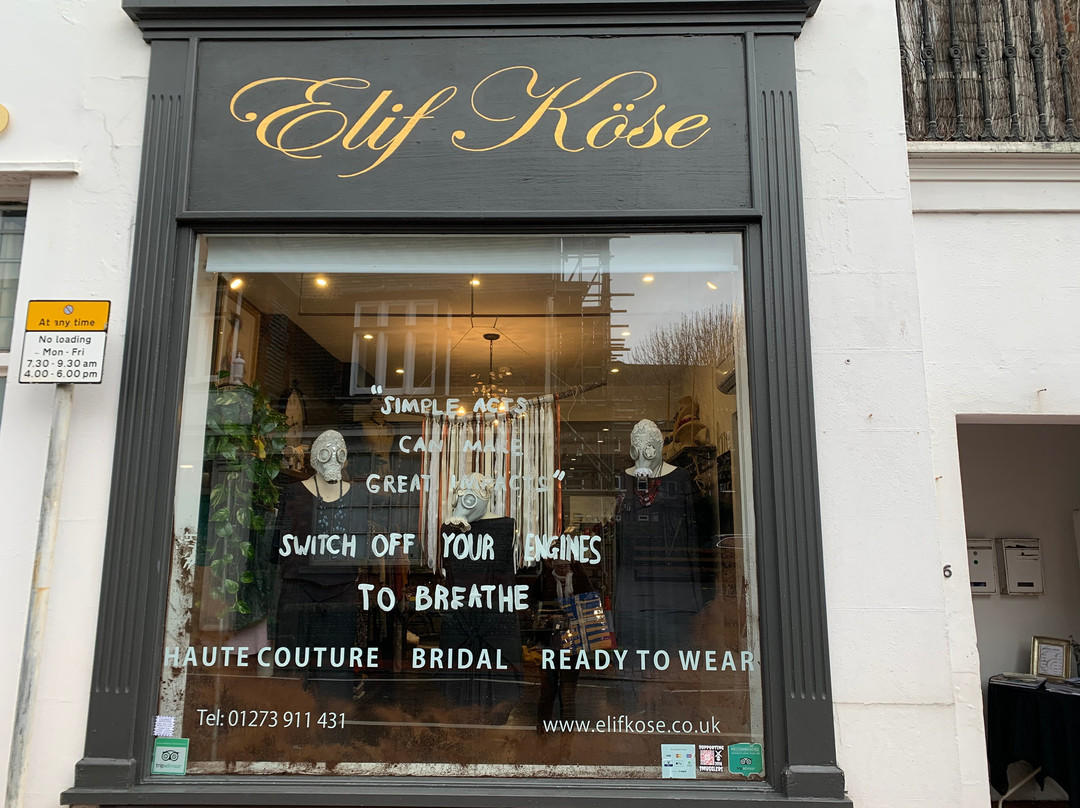 Elif Köse
At any time
No loading
Mon - Fri
7.30 - 9.30 am
4.00 - 6.00 pm
"SIMPLE ACTS
CAN MAKE
GREAT IMPACTS"
SWITCH OFF YOUR ENGINES
TO BREATHE
HAUTE COUTURE BRIDAL READY TO WEAR
Tel: 01273 911 431
www.elifkose.co.uk
6
SUPPORTING
SMUGGLERS